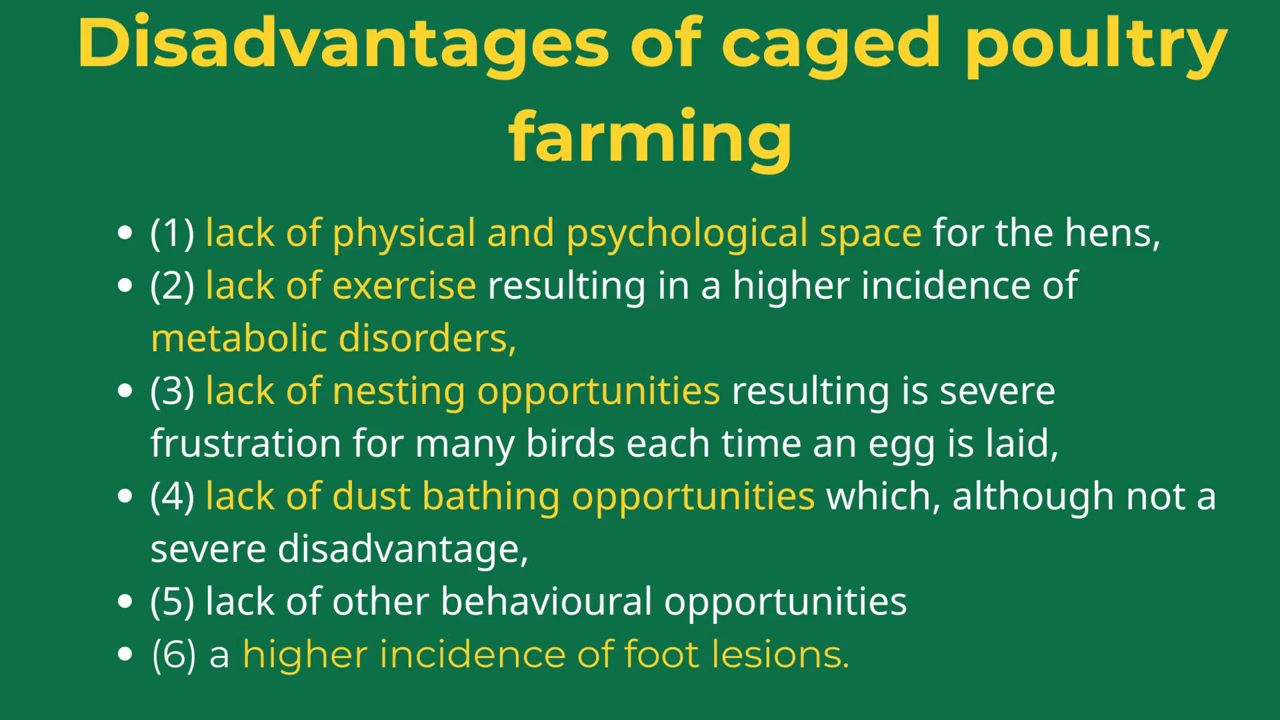 Disadvantages of caged poultry
farming
• (1) lack of physical and psychological space for the hens,
• (2) lack of exercise resulting in a higher incidence of
metabolic disorders,
• (3) lack of nesting opportunities resulting is severe
frustration for many birds each time an egg is laid,
• (4) lack of dust bathing opportunities which, although not a
severe disadvantage,
• (5) lack of other behavioural opportunities
• (6) a higher incidence of foot lesions.